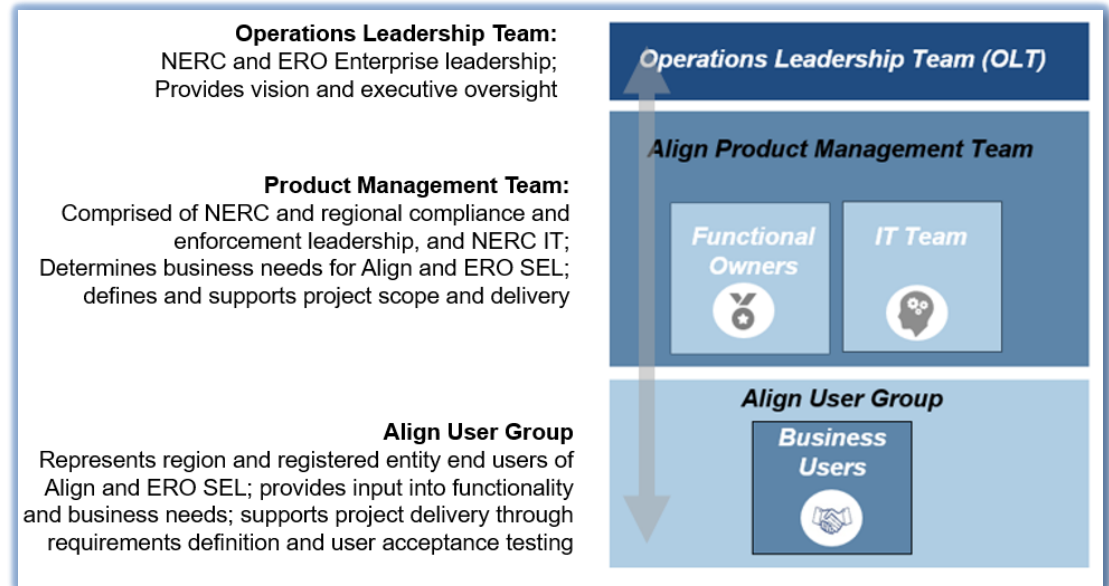 Operations Leadership Team:
NERC and ERO Enterprise leadership;
Provides vision and executive oversight
Operations Leadership Team (OLT)
Product Management Team:
Comprised of NERC and regional compliance and
enforcement leadership, and NERC IT;
Determines business needs for Align and ERO SEL;
defines and supports project scope and delivery
Align Product Management Team
Functional
Owners
IT Team
Align User Group
Represents region and registered entity end users of
Align and ERO SEL; provides input into functionality
and business needs; supports project delivery through
requirements definition and user acceptance testing
Align User Group
Business
Users